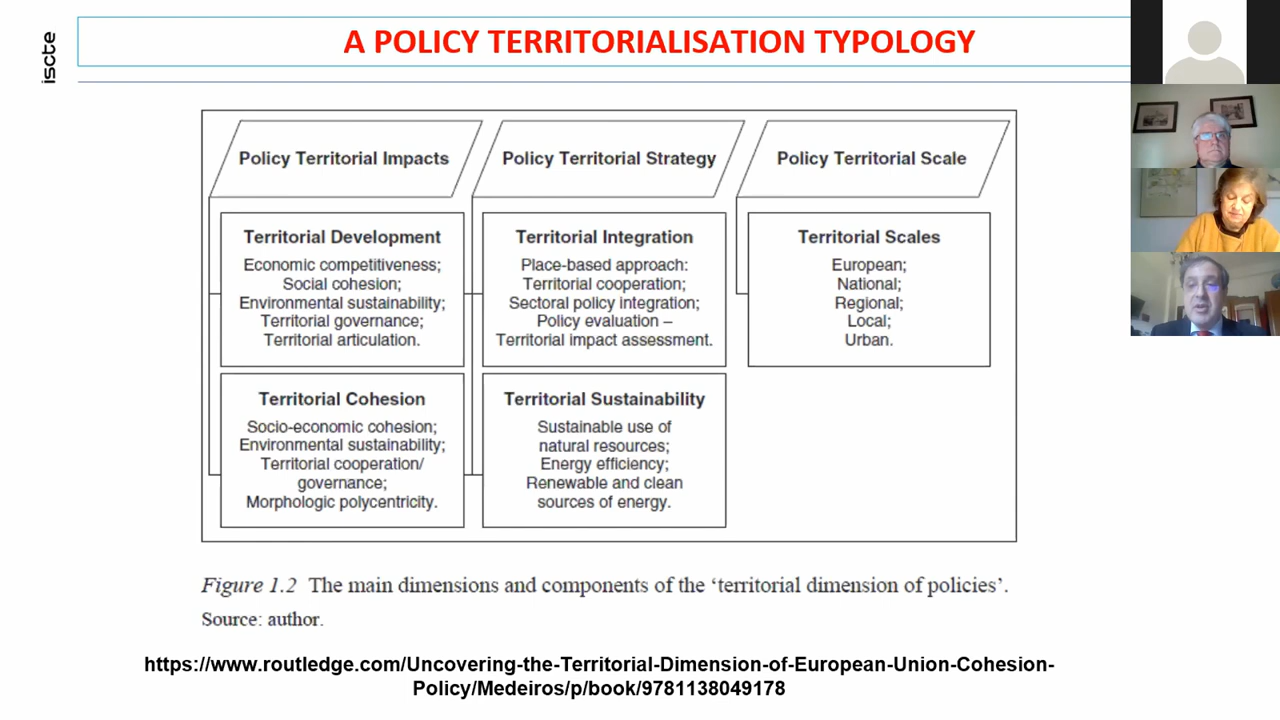 iscte
A POLICY TERRITORIALISATION TYPOLOGY
Policy Territorial Impacts
Policy Territorial Strategy
Policy Territorial Scale
Territorial Development
Economic competitiveness;
Social cohesion;
Environmental sustainability;
Territorial governance;
Territorial articulation.
Territorial Integration
Place-based approach:
Territorial cooperation;
Sectoral policy integration;
Policy evaluation –
Territorial impact assessment.
Territorial Scales
European;
National;
Regional;
Local;
Urban.
Territorial Cohesion
Socio-economic cohesion;
Environmental sustainability;
Territorial cooperation/
governance;
Morphologic polycentricity.
Territorial Sustainability
Sustainable use of
natural resources;
Energy efficiency;
Renewable and clean
sources of energy.
Figure 1.2 The main dimensions and components of the ‘territorial dimension of policies’.
Source: author.
https://www.routledge.com/Uncovering-the-Territorial-Dimension-of-European-Union-Cohesion-
Policy/Medeiros/p/book/9781138049178